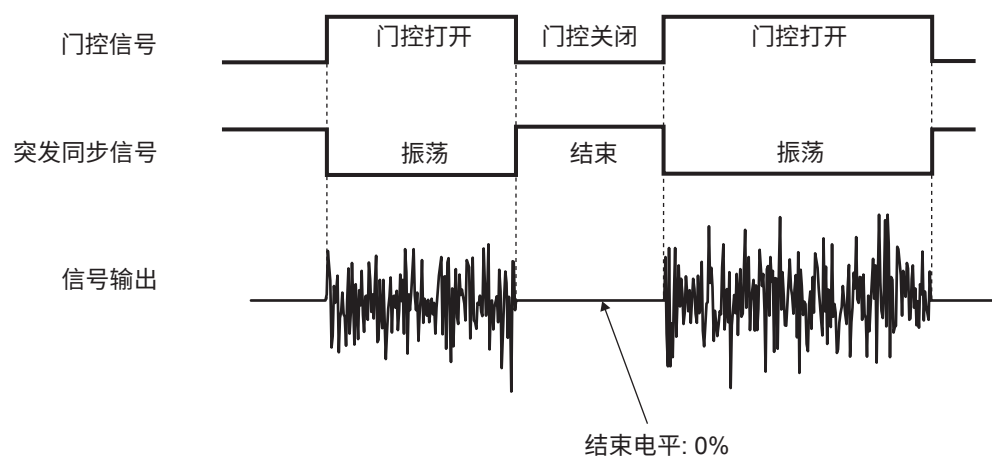 门控信号
门控打开 门控关闭 门控打开
突发同步信号
振荡 结束 振荡
信号输出
结束电平: 0%